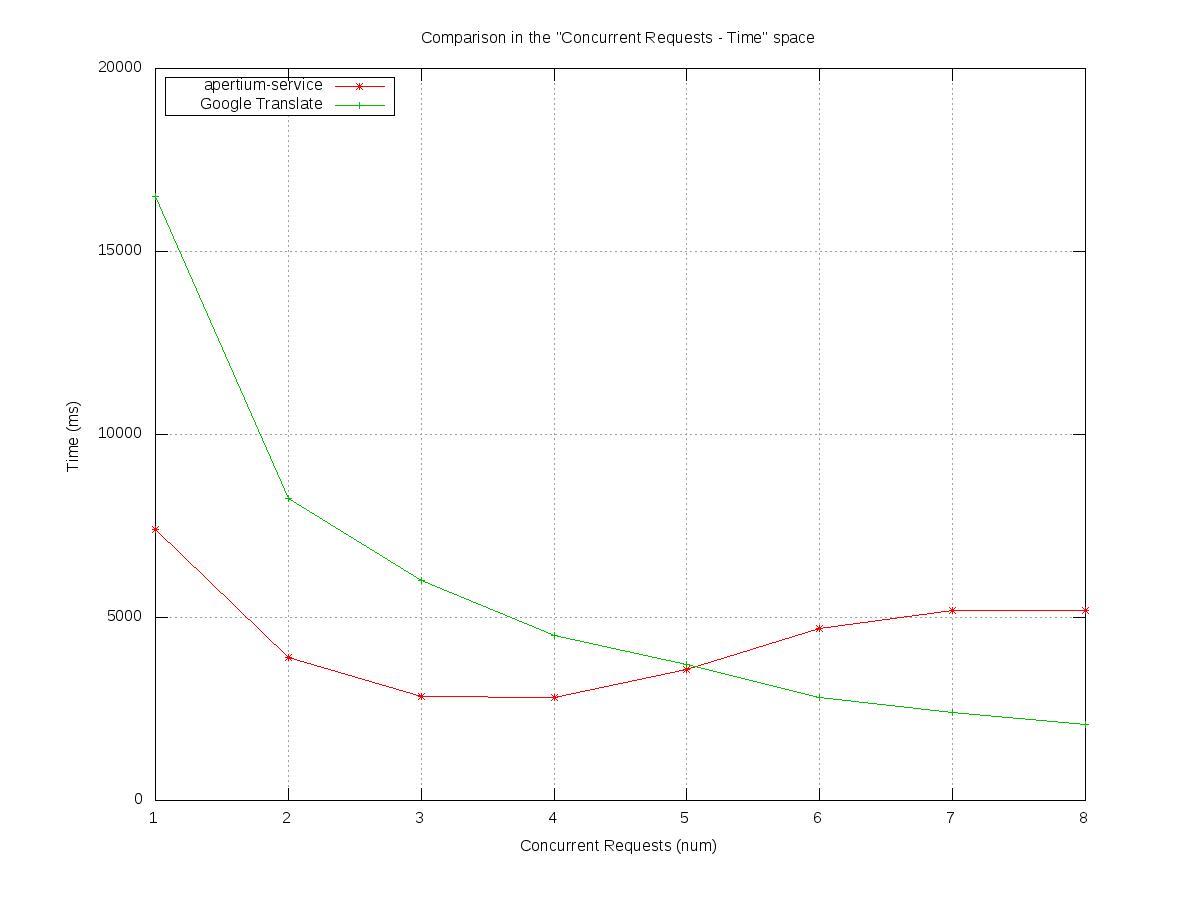 Comparison in the "Concurrent Requests - Time" space
20000
apertium-service
Google Translate
15000
10000
Time (ms)
5000
0
1 2 3 4 5 6 7 8
Concurrent Requests (num)